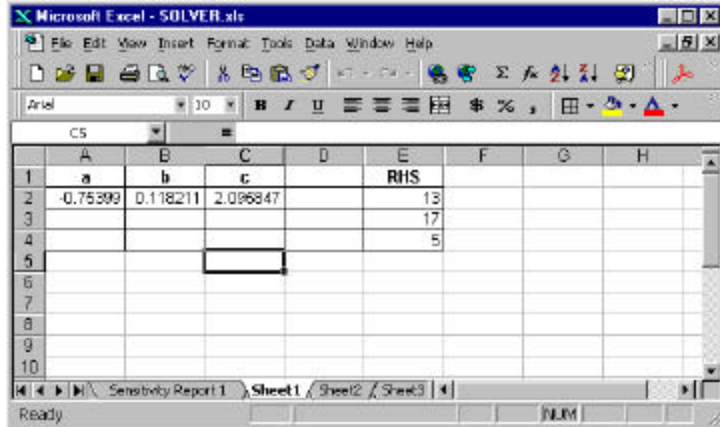 Microsoft Excel - SOLVER.xls
File Edit View Insert Format Tools Data Window Help
Arial 10 B I U $ % ,
C5 =
A B C D E F G H
1 a b c RHS
2 -0.75399 0.118211 2.096847 13
3 17
4 5
5
6
7
8
9
10
Sensitivity Report 1 Sheet1 Sheet2 Sheet3
Ready NUM